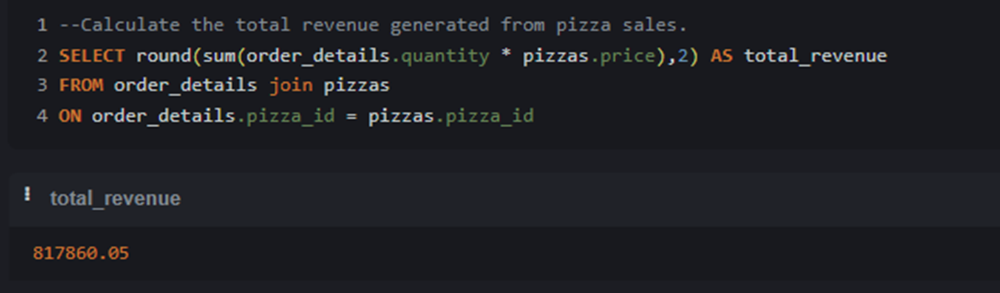 1 --Calculate the total revenue generated from pizza sales.
2 SELECT round(sum(order_details.quantity * pizzas.price),2) AS total_revenue
3 FROM order_details join pizzas
4 ON order_details.pizza_id = pizzas.pizza_id
total_revenue
817860.05